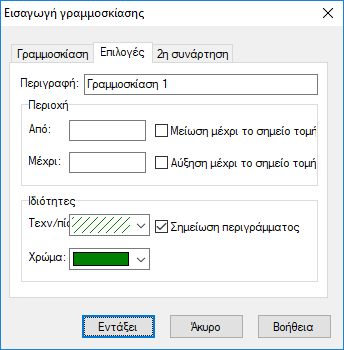 Εισαγωγή γραμμοσκίασης
Γραμμοσκίαση Επιλογές 2η συνάρτηση
Περιγραφή: Γραμμοσκίαση 1
Περιοχή
Από: Μείωση μέχρι το σημείο τομή
Μέχρι: Αύξηση μέχρι το σημείο τομή
Ιδιότητες
Τεχν/πίο Σημείωση περιγράμματος
Χρώμα:
Εντάξει Άκυρο Βοήθεια